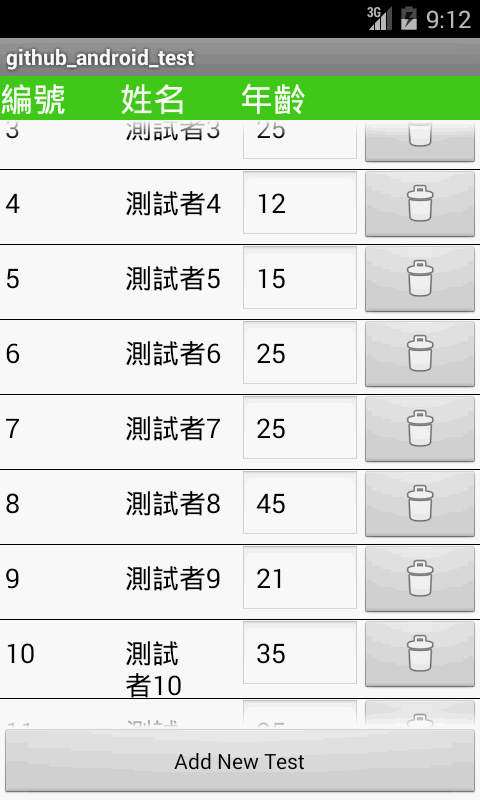 3G 9:12
github_android_test
編號 姓名 年齡
3 測試者3 25
4 測試者4 12
5 測試者5 15
6 測試者6 25
7 測試者7 25
8 測試者8 45
9 測試者9 21
10 測試 35
者10
11 測試
Add New Test